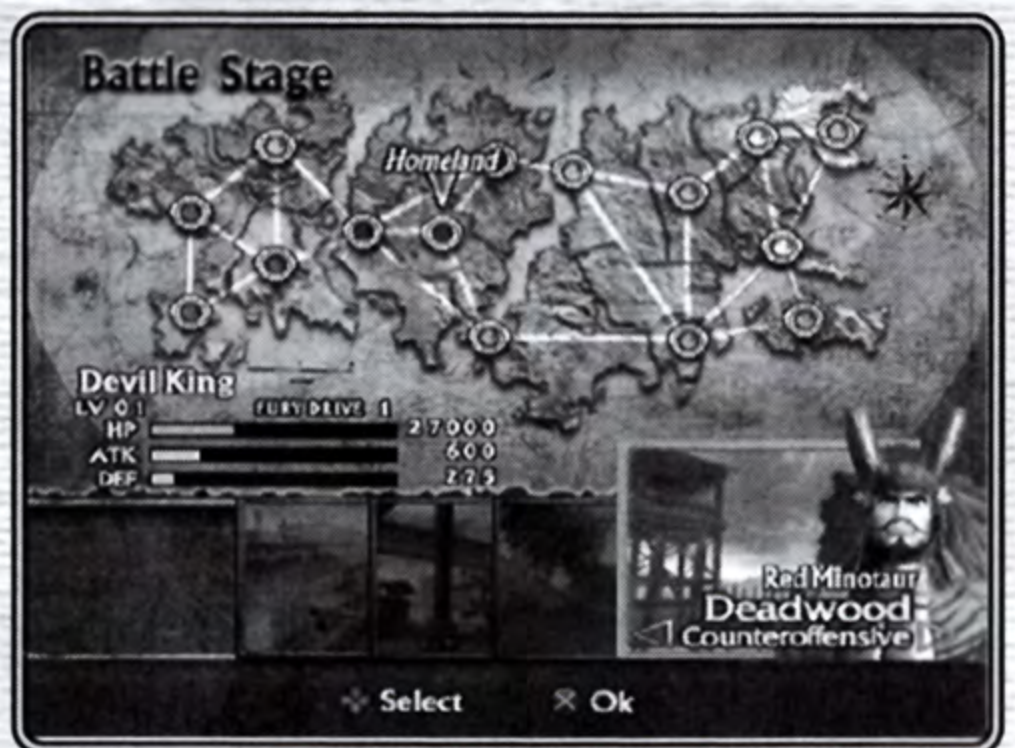 Battle Stage
Homeland
Devil King
LV 01 FURY DRIVE 1
HP 27000
ATK 600
DEF 275
Red Minotaur
Deadwood
Counteroffensive
Select Ok